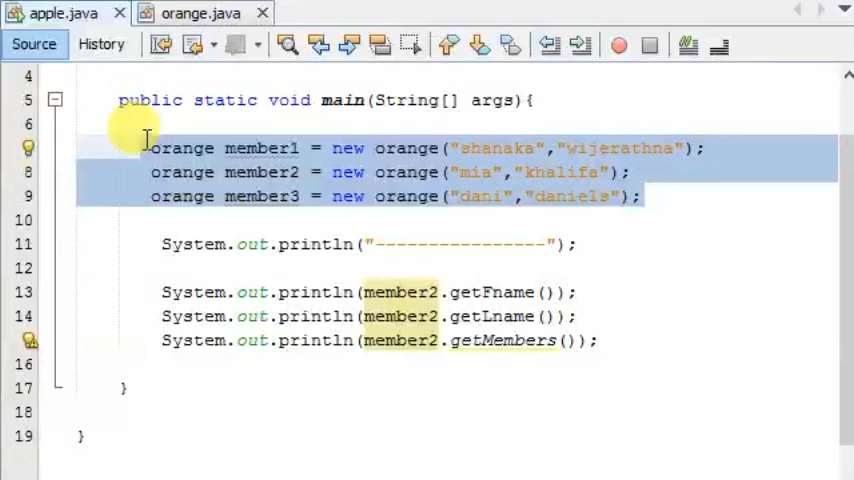 apple.java orange.java
Source History
4
5 public static void main(String[] args){
6
orange member1 = new orange("shanaka","wijerathna");
8 orange member2 = new orange("mia","khalifa");
9 orange member3 = new orange("dani","daniels");
10
11 System.out.println("----------------");
12
13 System.out.println(member2.getFname());
14 System.out.println(member2.getLname());
System.out.println(member2.getMembers());
16
17 }
18
19 }